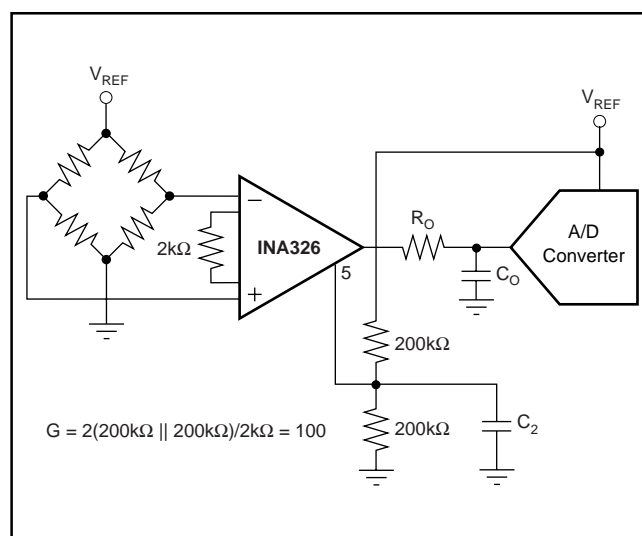 V_REF
V_REF
R_O
A/D
Converter
−
2kΩ
INA326
+
5
C_O
200kΩ
G = 2(200kΩ || 200kΩ)/2kΩ = 100
200kΩ
C_2